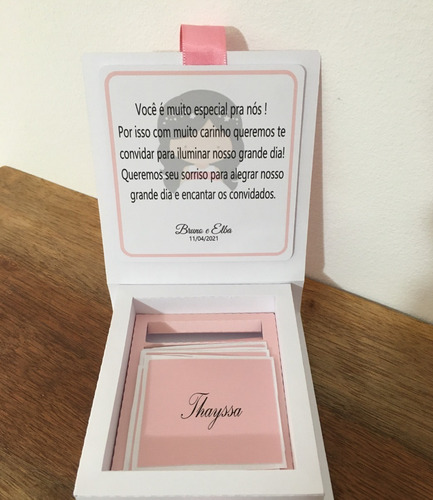 Você é muito especial pra nós !
Por isso com muito carinho queremos te
convidar para iluminar nosso grande dia!
Queremos seu sorriso para alegrar nosso
grande dia e encantar os convidados.
Bruno e Elba
11/04/2021
Thayssa